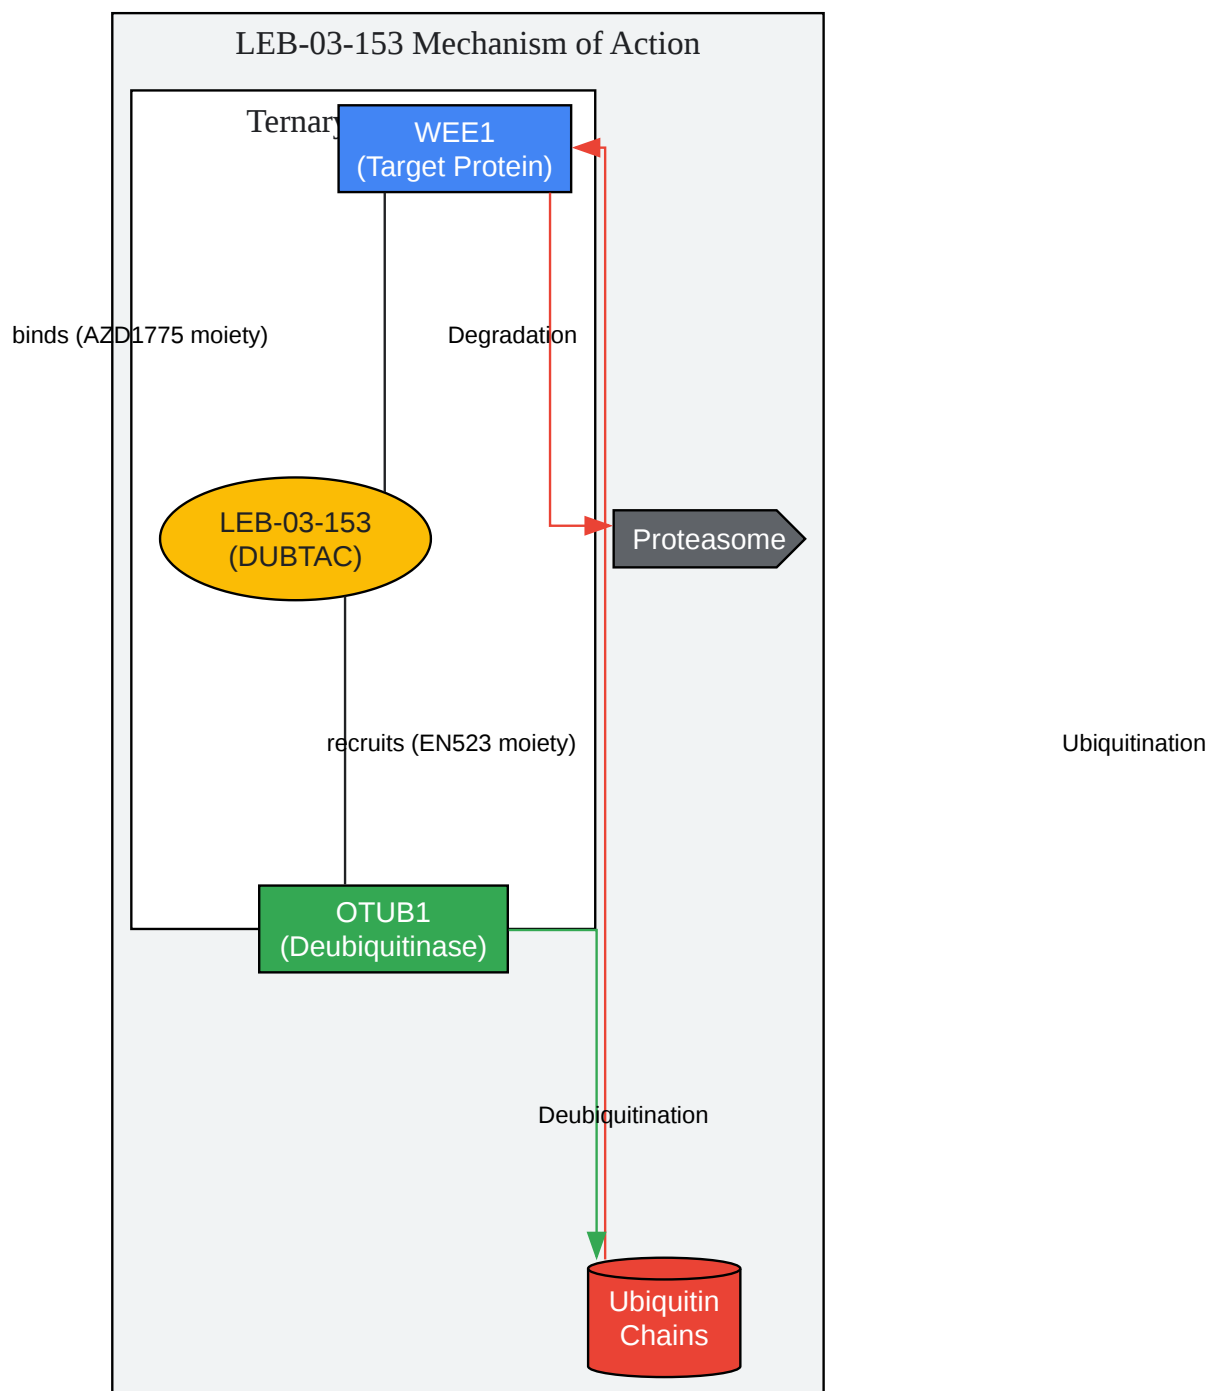 LEB-03-153 Mechanism of Action
Ternary
WEE1
(Target Protein)
binds (AZD1775 moiety)
Degradation
LEB-03-153
(DUBTAC)
Proteasome
recruits (EN523 moiety)
Ubiquitination
OTUB1
(Deubiquitinase)
Deubiquitination
Ubiquitin
Chains